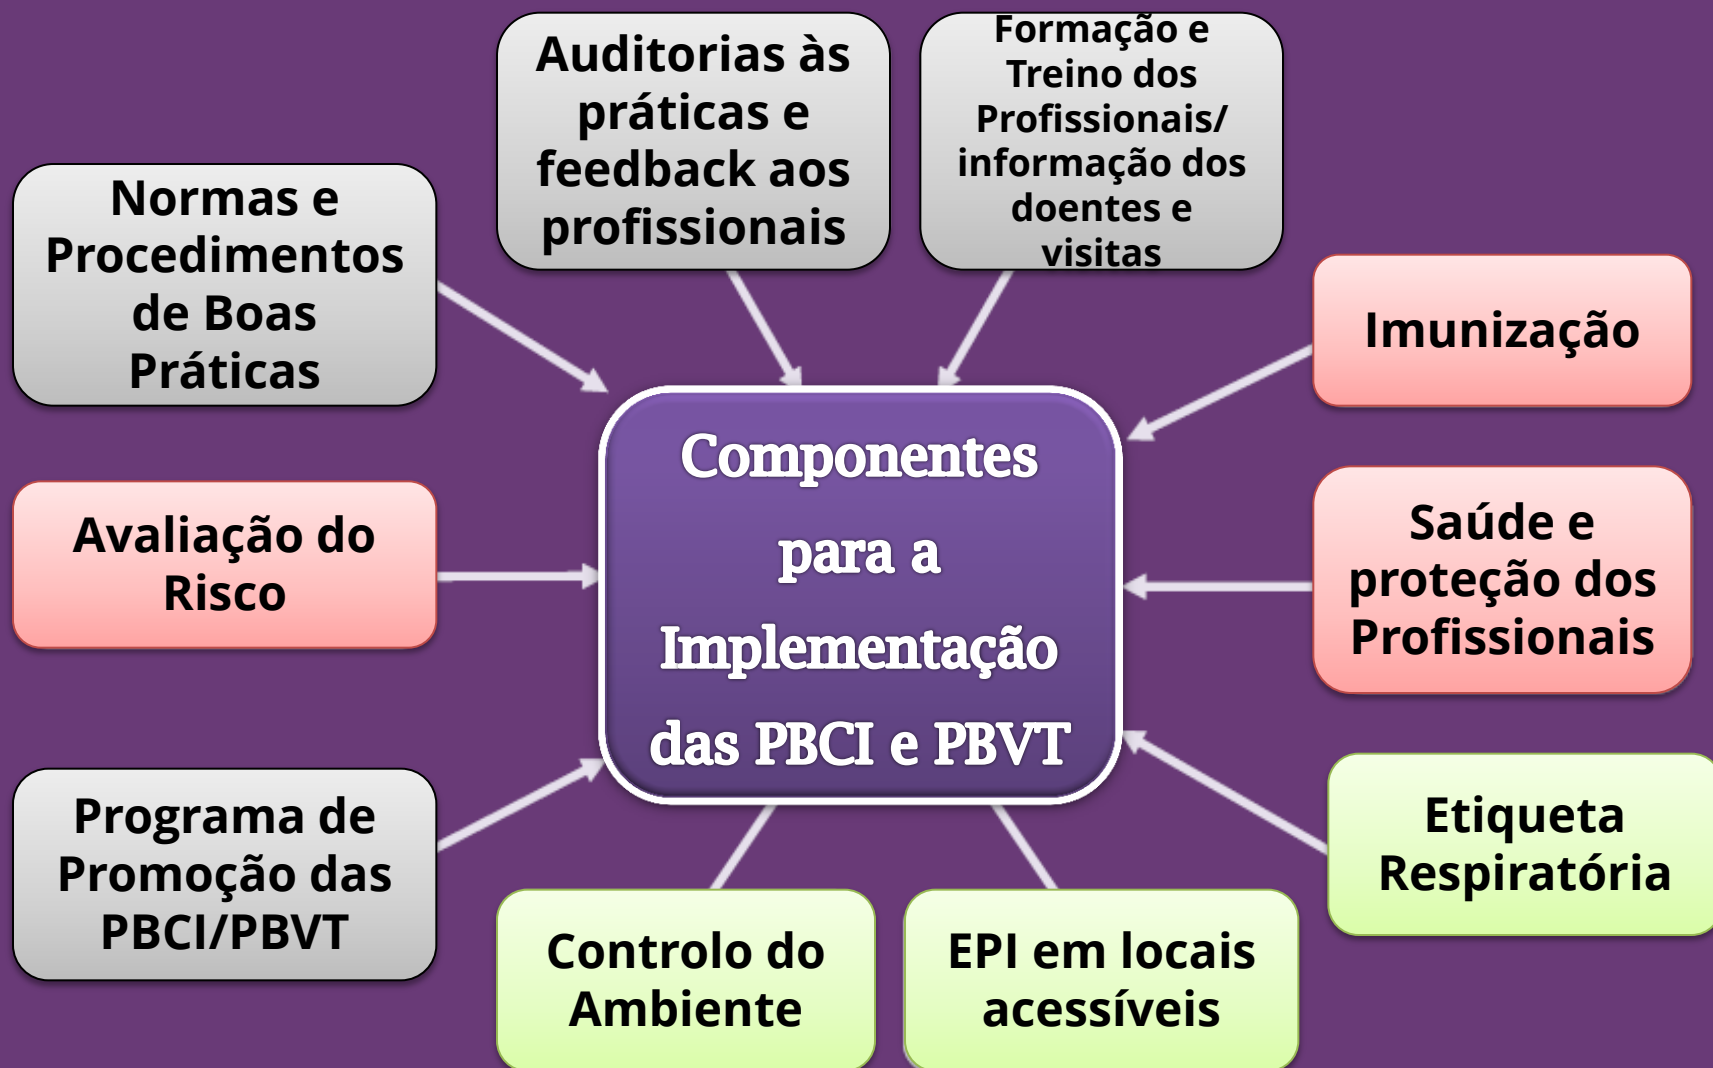 Auditorias às
práticas e
feedback aos
profissionais
Formação e
Treino dos
Profissionais/
informação dos
doentes e
visitas
Normas e
Procedimentos
de Boas
Práticas
Imunização
Componentes
para a
Implementação
das PBCI e PBVT
Avaliação do
Risco
Saúde e
proteção dos
Profissionais
Programa de
Promoção das
PBCI/PBVT
Etiqueta
Respiratória
Controlo do
Ambiente
EPI em locais
acessíveis